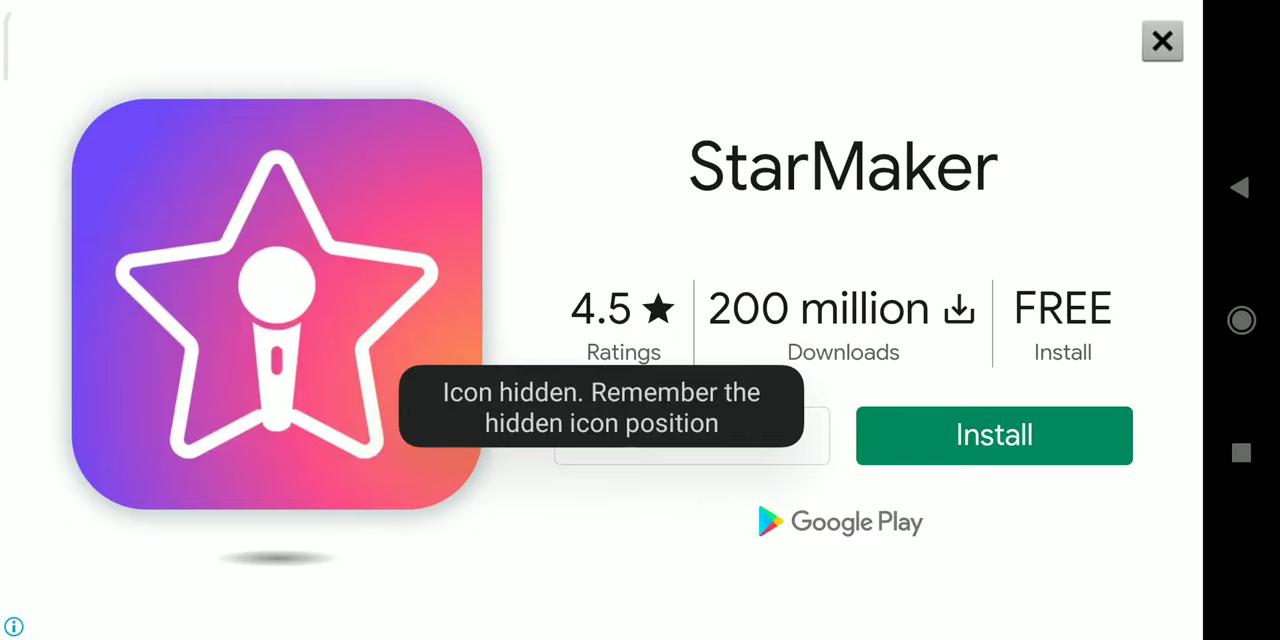 StarMaker
4.5 ★
Ratings
200 million
Downloads
FREE
Install
Icon hidden. Remember the
hidden icon position
Install
Google Play